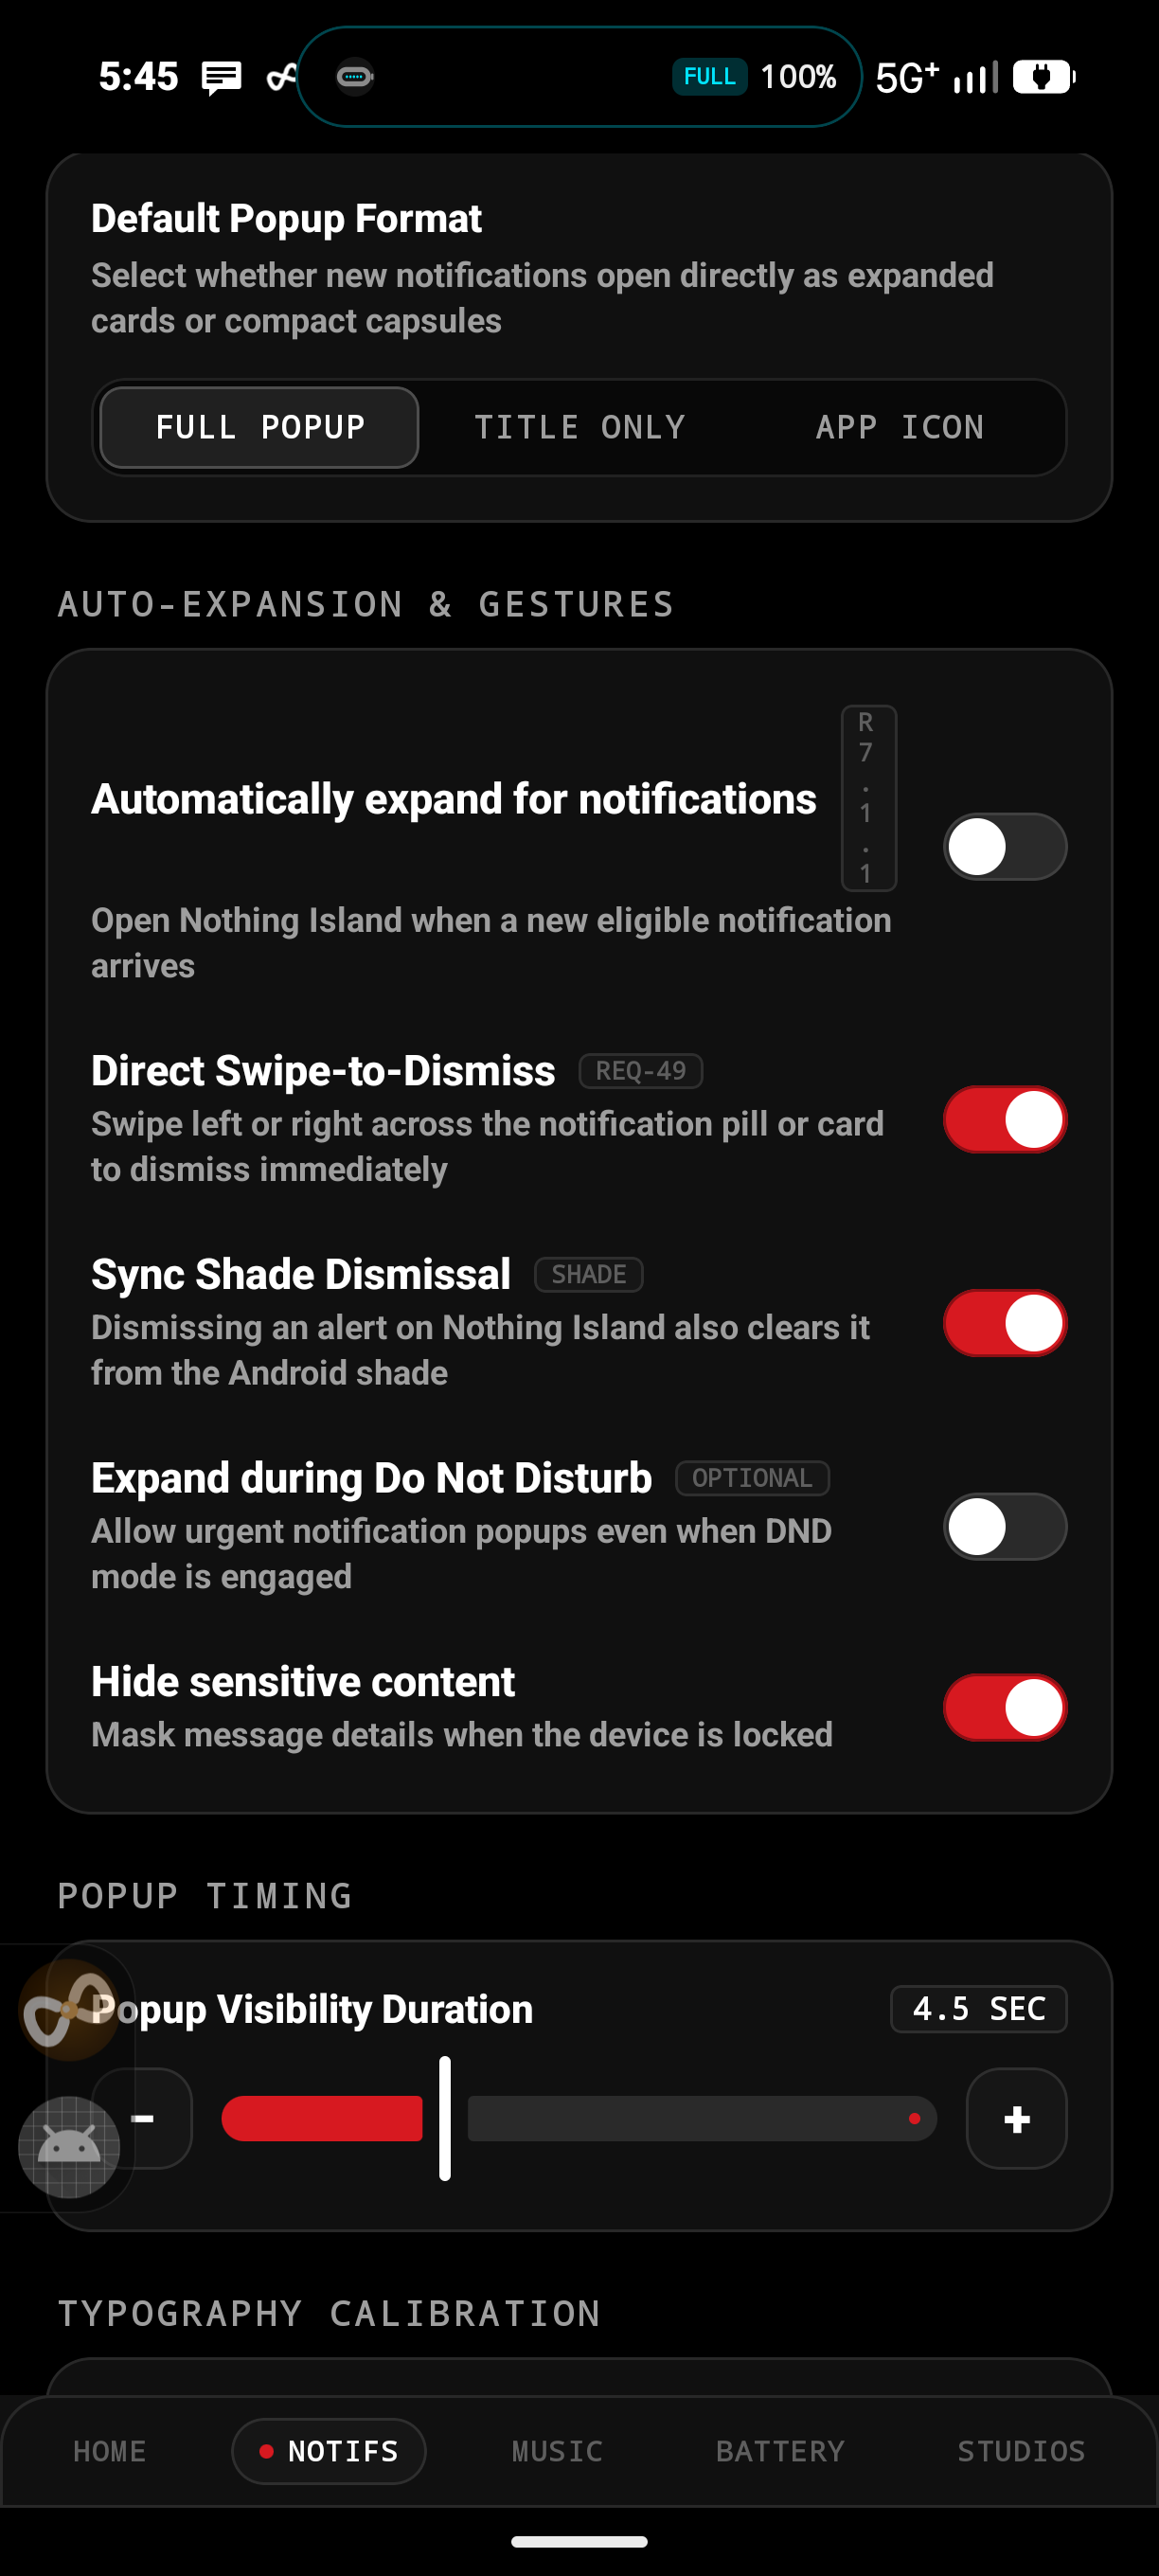 5:45
FULL 100%
5G+
Default Popup Format
Select whether new notifications open directly as expanded
cards or compact capsules
FULL POPUP TITLE ONLY APP ICON
AUTO-EXPANSION & GESTURES
Automatically expand for notifications R7.1.1
Open Nothing Island when a new eligible notification
arrives
Direct Swipe-to-Dismiss REQ-49
Swipe left or right across the notification pill or card
to dismiss immediately
Sync Shade Dismissal SHADE
Dismissing an alert on Nothing Island also clears it
from the Android shade
Expand during Do Not Disturb OPTIONAL
Allow urgent notification popups even when DND
mode is engaged
Hide sensitive content
Mask message details when the device is locked
POPUP TIMING
Popup Visibility Duration 4.5 SEC
- +
TYPOGRAPHY CALIBRATION
HOME NOTIFS MUSIC BATTERY STUDIOS